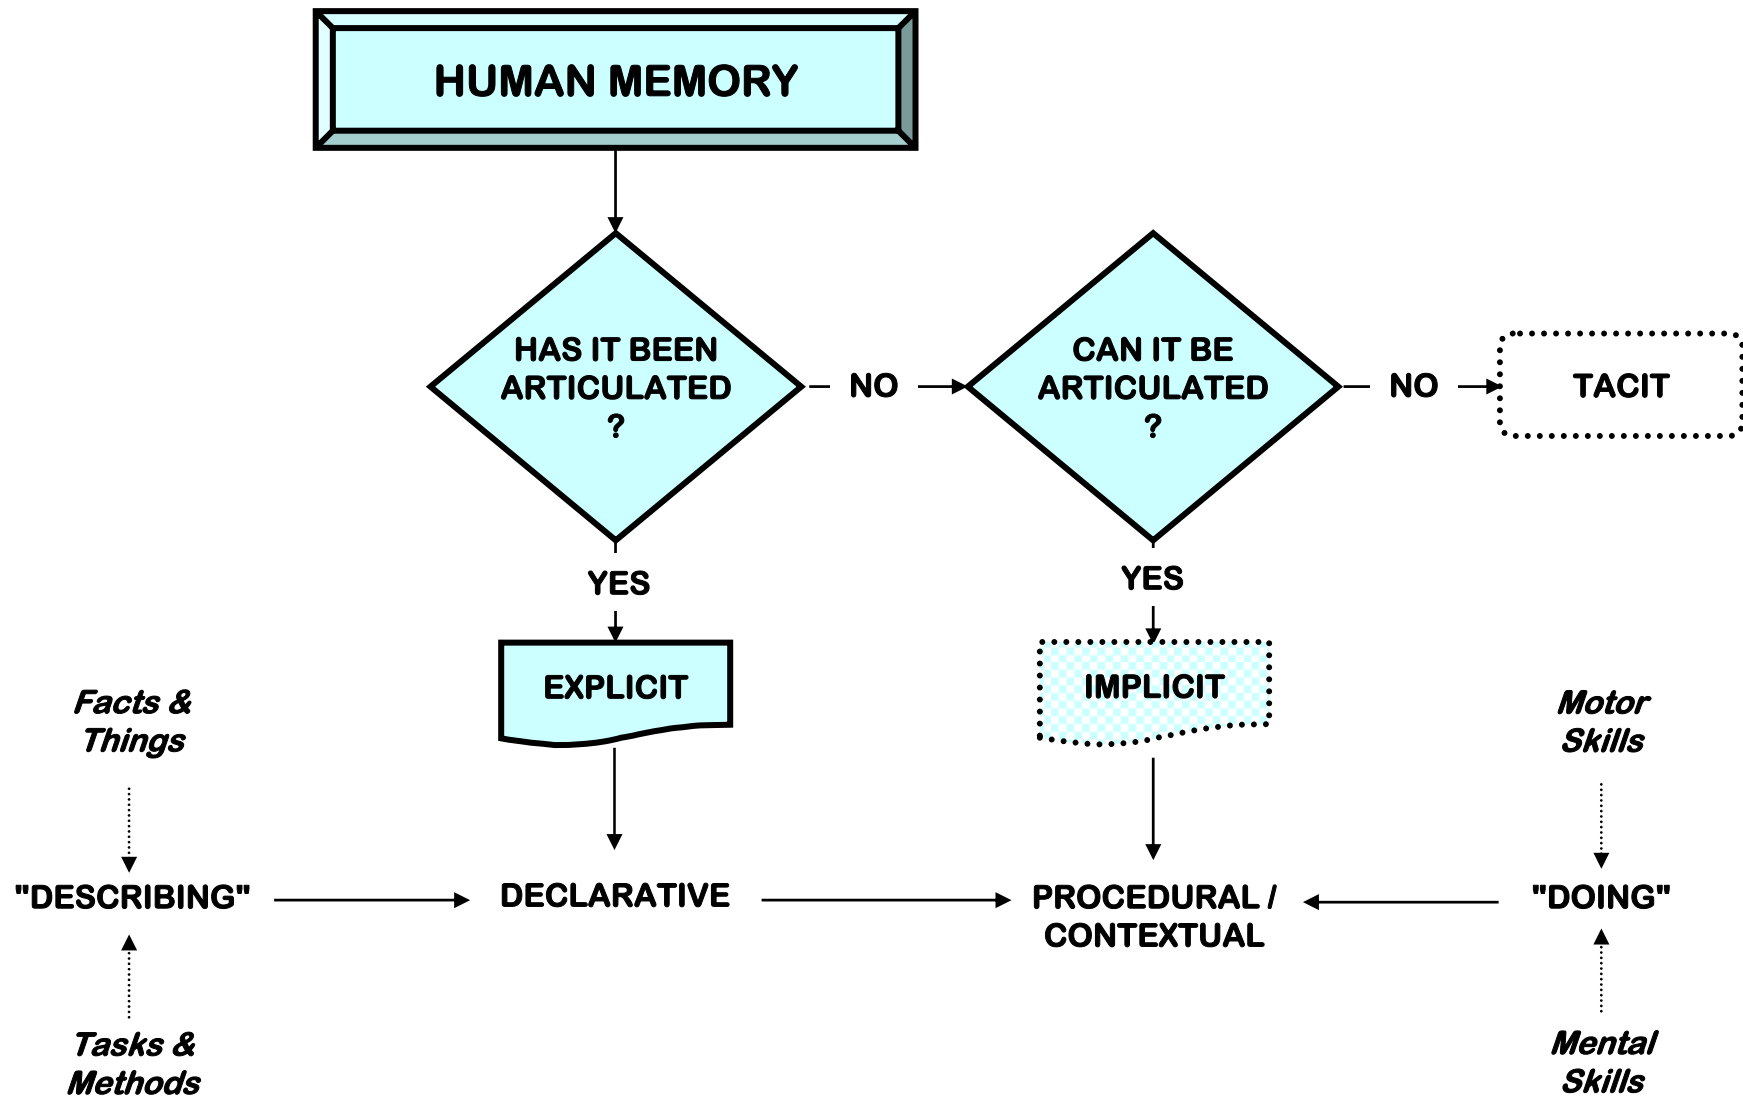 HUMAN MEMORY
HAS IT BEEN
ARTICULATED
?
NO
CAN IT BE
ARTICULATED
?
NO
TACIT
YES
YES
EXPLICIT
IMPLICIT
Facts &
Things
Motor
Skills
"DESCRIBING"
DECLARATIVE
PROCEDURAL /
CONTEXTUAL
"DOING"
Tasks &
Methods
Mental
Skills